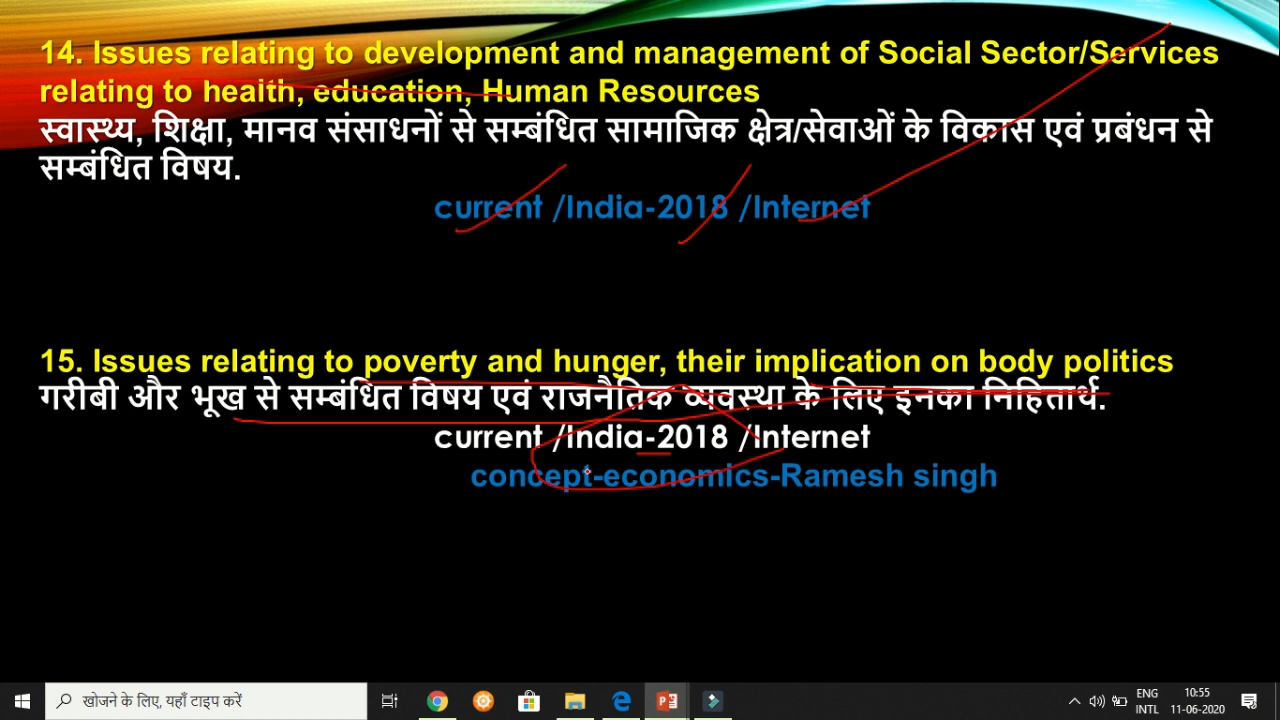 14. Issues relating to development and management of Social Sector/Services
relating to health, education, Human Resources
स्वास्थ्य, शिक्षा, मानव संसाधनों से सम्बंधित सामाजिक क्षेत्र/सेवाओं के विकास एवं प्रबंधन से
सम्बंधित विषय.
current /India-2018 /Internet
15. Issues relating to poverty and hunger, their implication on body politics
गरीबी और भूख से सम्बंधित विषय एवं राजनैतिक व्यवस्था के लिए इनका निहितार्थ.
current /India-2018 /Internet
concept-economics-Ramesh singh
खोजने के लिए, यहाँ टाइप करें
ENG
INTL
10:55
11-06-2020